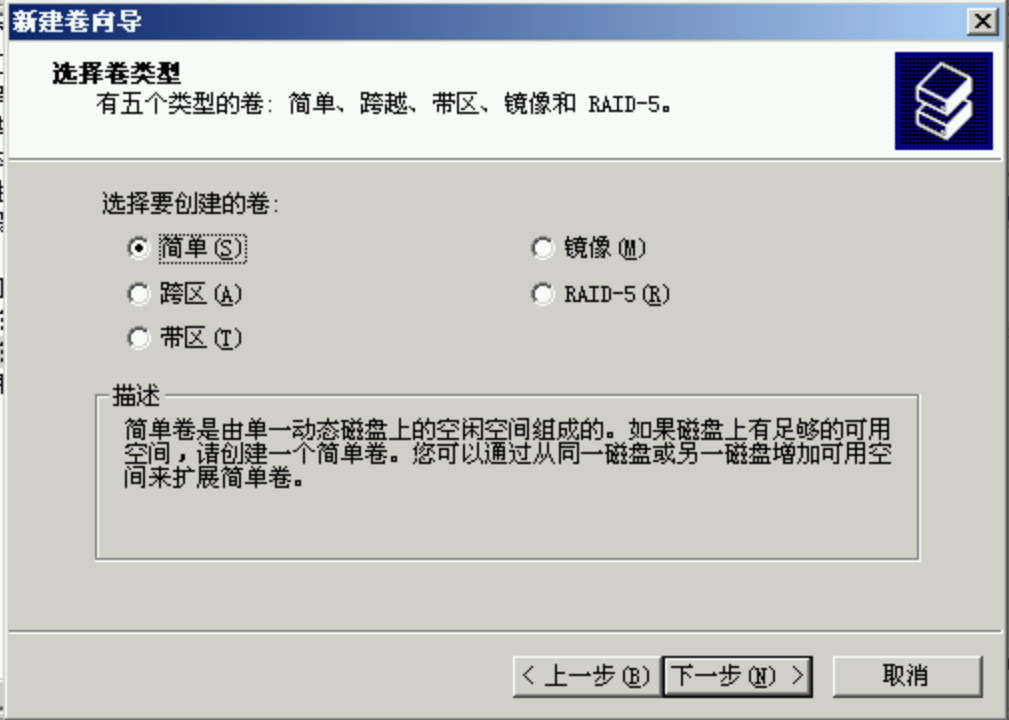 新建卷向导
选择卷类型
有五个类型的卷: 简单、跨越、带区、镜像和 RAID-5。
选择要创建的卷:
简单(S)
镜像(M)
跨区(A)
RAID-5(R)
带区(T)
描述
简单卷是由单一动态磁盘上的空闲空间组成的。如果磁盘上有足够的可用
空间，请创建一个简单卷。您可以通过从同一磁盘或另一磁盘增加可用空
间来扩展简单卷。
< 上一步(B)
下一步(N) >
取消